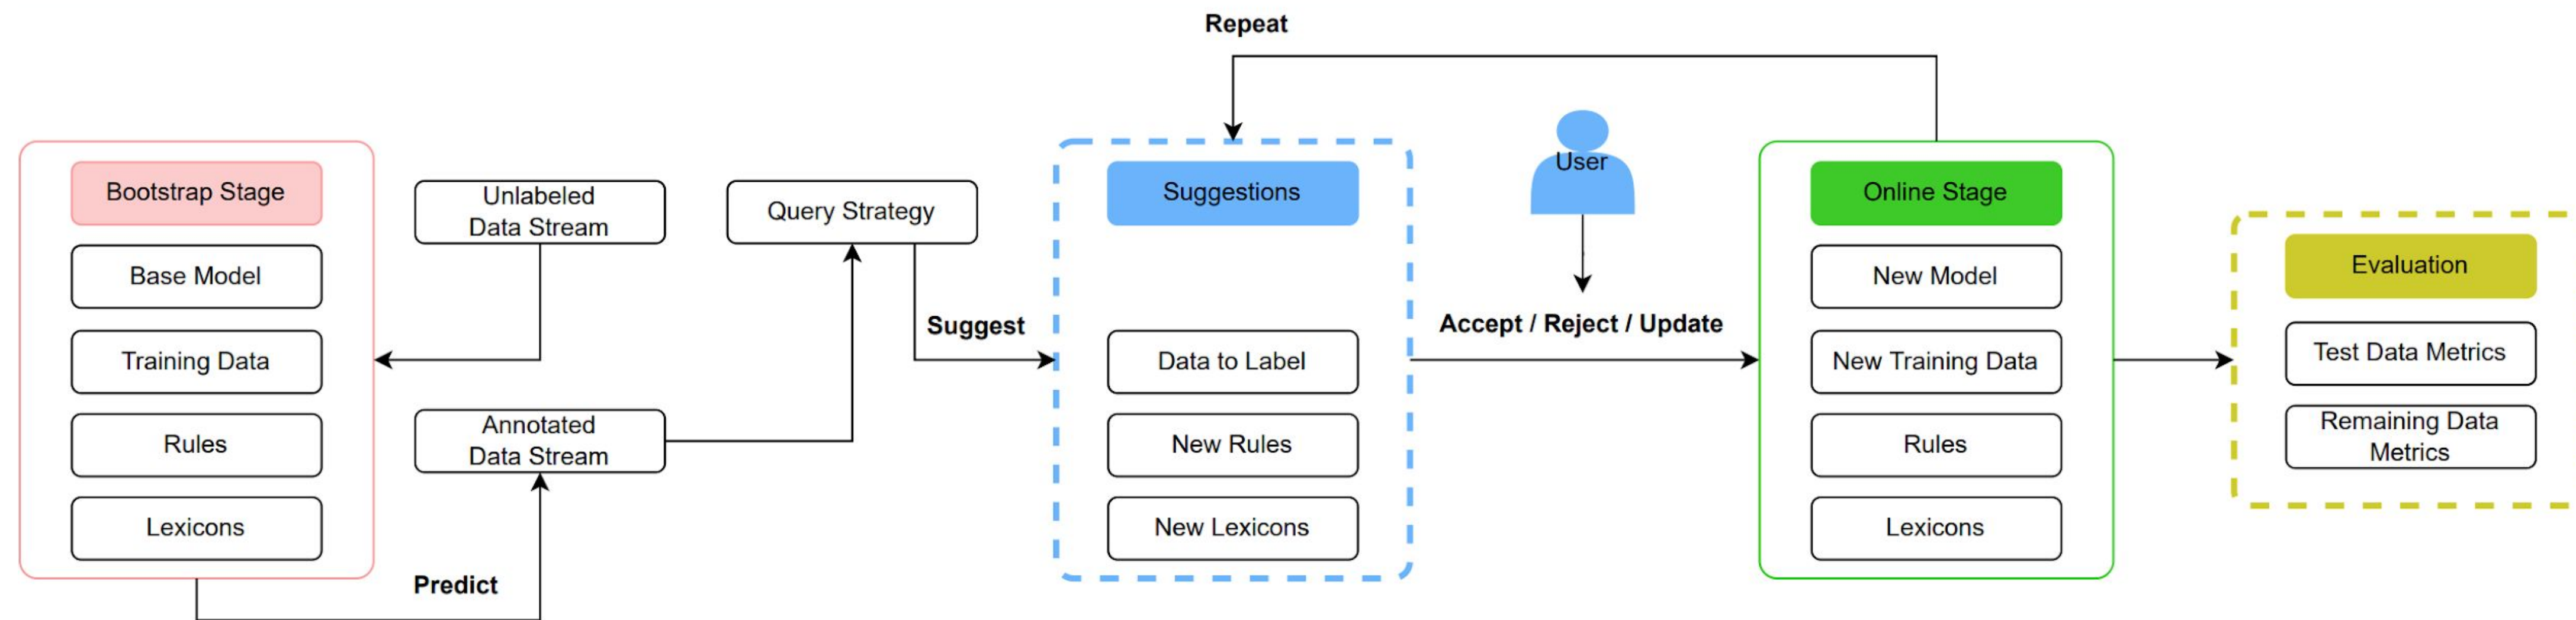 Repeat
Bootstrap Stage
Base Model
Training Data
Rules
Lexicons
Predict
Unlabeled
Data Stream
Annotated
Data Stream
Query Strategy
Suggest
Suggestions
Data to Label
New Rules
New Lexicons
User
Accept / Reject / Update
Online Stage
New Model
New Training Data
Rules
Lexicons
Evaluation
Test Data Metrics
Remaining Data
Metrics